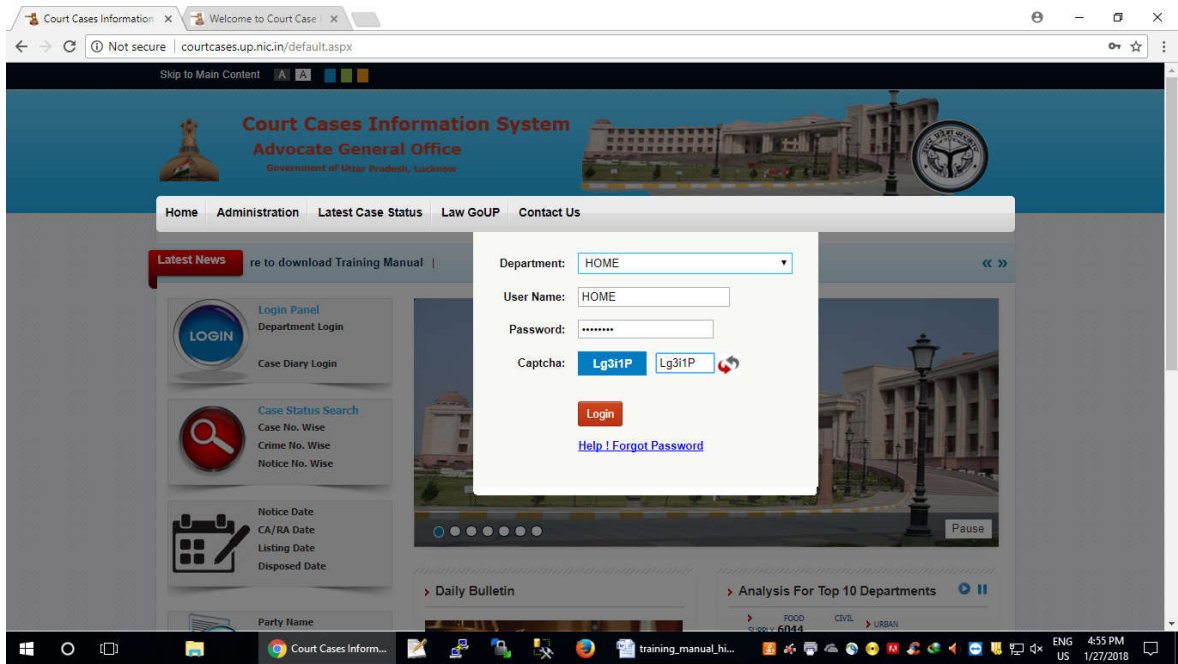 Court Cases Information
Welcome to Court Case
Not secure | courtcases.up.nic.in/default.aspx
Skip to Main Content A A
Court Cases Information System
Advocate General Office
Government of Uttar Pradesh, Lucknow
Home Administration Latest Case Status Law GoUP Contact Us
Latest News re to download Training Manual |
Department: HOME
User Name: HOME
Password: ••••••••
Captcha: Lg3i1P Lg3i1P
Login
Help ! Forgot Password
LOGIN
Login Panel
Department Login
Case Diary Login
Case Status Search
Case No. Wise
Crime No. Wise
Notice No. Wise
Notice Date
CA/RA Date
Listing Date
Disposed Date
Party Name
Pause
Daily Bulletin
Analysis For Top 10 Departments
FOOD CIVIL
SUPPLY 6044
URBAN
Court Cases Inform...
training_manual_hi...
ENG
US
4:55 PM
1/27/2018